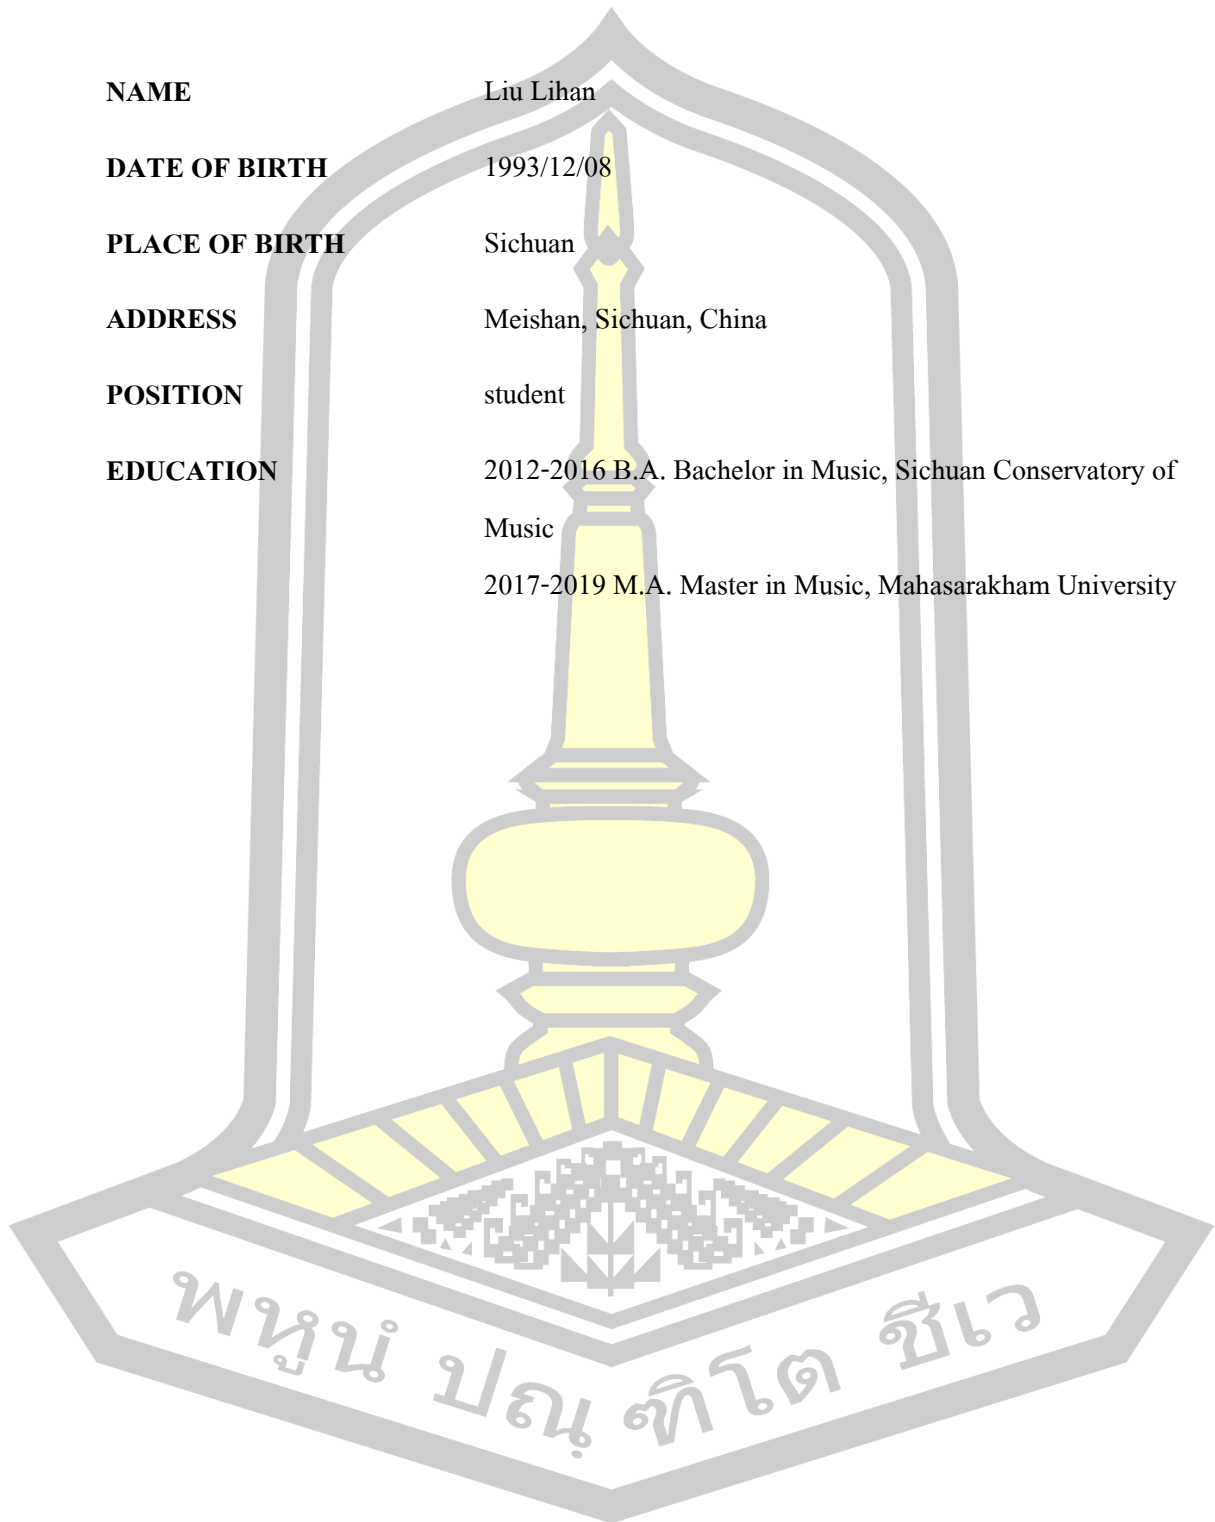 NAME Liu Lihan
DATE OF BIRTH 1993/12/08
PLACE OF BIRTH Sichuan
ADDRESS Meishan, Sichuan, China
POSITION student
EDUCATION 2012-2016 B.A. Bachelor in Music, Sichuan Conservatory of
Music
2017-2019 M.A. Master in Music, Mahasarakham University
พหูนํ ปณฺ ฑิโต ชีเว